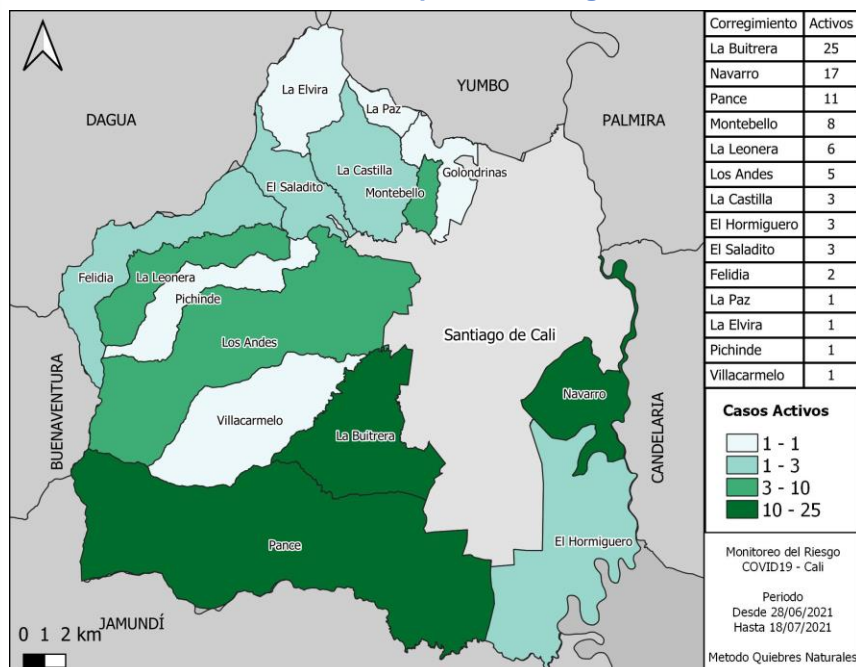 DAGUA
YUMBO
PALMIRA
BUENAVENTURA
CANDELARIA
JAMUNDÍ
La Elvira
La Paz
La Castilla
Golondrinas
Montebello
El Saladito
Felidia
La Leonera
Pichinde
Los Andes
Santiago de Cali
Navarro
Villacarmelo
La Buitrera
El Hormiguero
Pance
0 1 2 km
Corregimiento Activos
La Buitrera 25
Navarro 17
Pance 11
Montebello 8
La Leonera 6
Los Andes 5
La Castilla 3
El Hormiguero 3
El Saladito 3
Felidia 2
La Paz 1
La Elvira 1
Pichinde 1
Villacarmelo 1
Casos Activos
1 - 1
1 - 3
3 - 10
10 - 25
Monitoreo del Riesgo
COVID19 - Cali
Periodo
Desde 28/06/2021
Hasta 18/07/2021
Metodo Quiebres Naturales